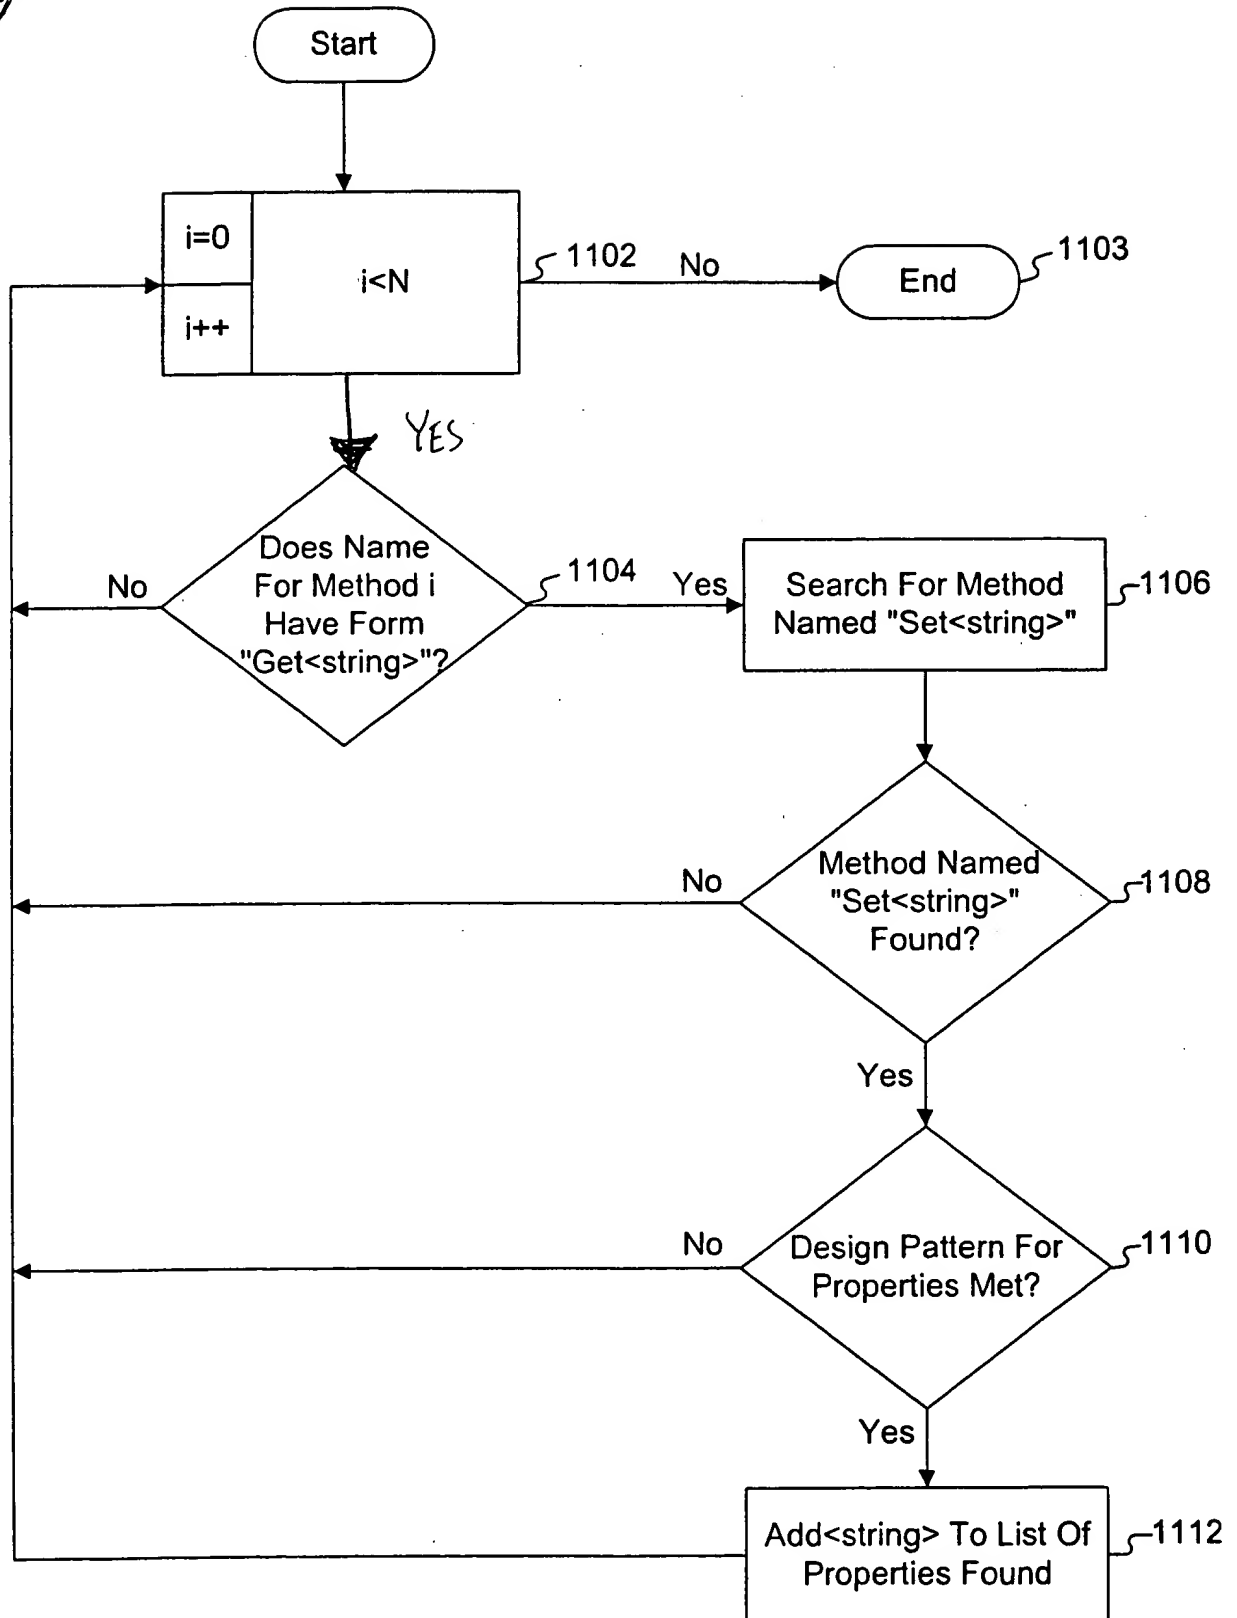 Start
i=0
i++
i<N
1102
No
End
1103
YES
Does Name
For Method i
Have Form
"Get<string>"?
No
1104
Yes
Search For Method
Named "Set<string>"
1106
Method Named
"Set<string>"
Found?
No
1108
Yes
Design Pattern For
Properties Met?
No
1110
Yes
Add<string> To List Of
Properties Found
1112